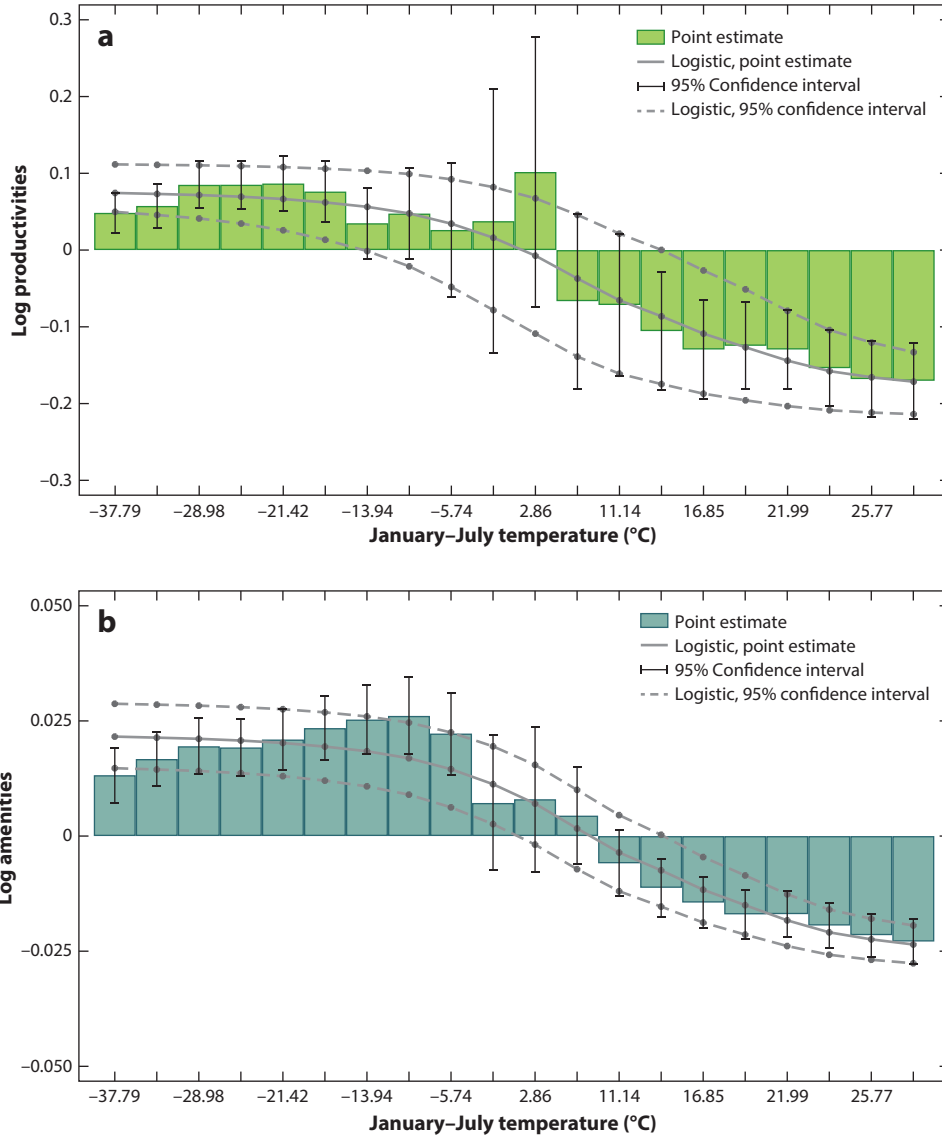 a
Point estimate
Logistic, point estimate
95% Confidence interval
Logistic, 95% confidence interval
0.3
0.2
0.1
0
–0.1
–0.2
–0.3
Log productivities
–37.79 –28.98 –21.42 –13.94 –5.74 2.86 11.14 16.85 21.99 25.77
January–July temperature (°C)
b
Point estimate
Logistic, point estimate
95% Confidence interval
Logistic, 95% confidence interval
0.050
0.025
0
–0.025
–0.050
Log amenities
–37.79 –28.98 –21.42 –13.94 –5.74 2.86 11.14 16.85 21.99 25.77
January–July temperature (°C)